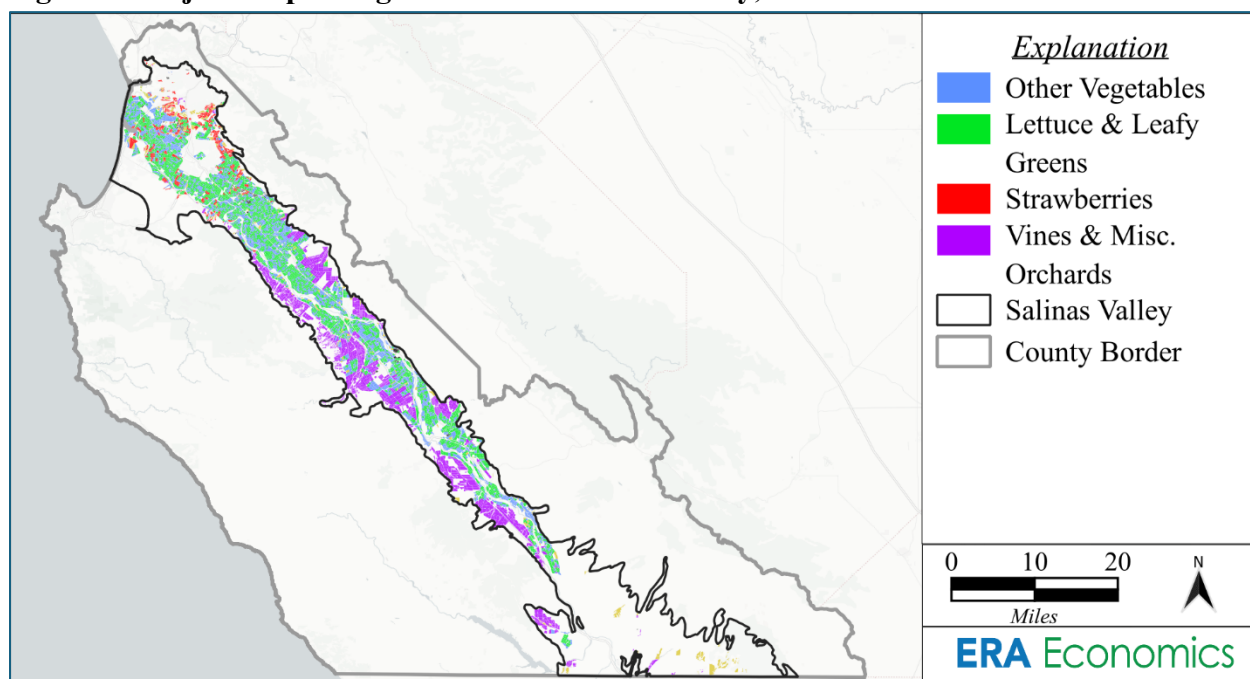 Explanation
Other Vegetables
Lettuce & Leafy
Greens
Strawberries
Vines & Misc.
Orchards
Salinas Valley
County Border
0 10 20
Miles
N
ERA Economics